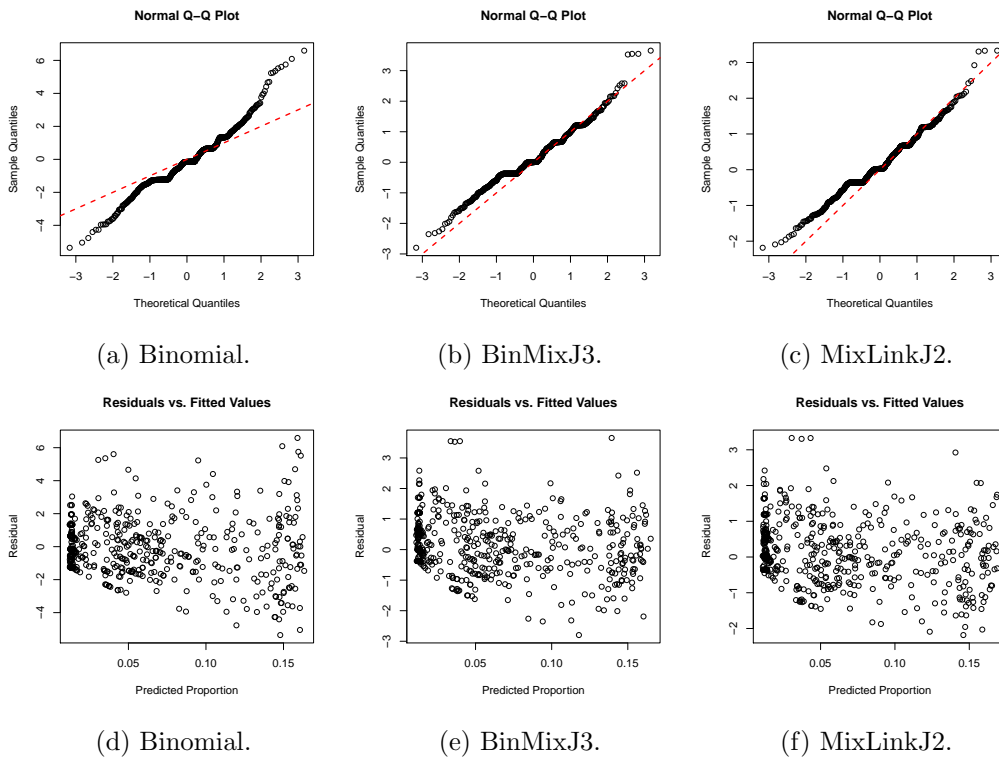 Normal Q−Q Plot
Sample Quantiles
6
4
2
0
−2
−4
−3 −2 −1 0 1 2 3
Theoretical Quantiles
(a) Binomial.
Normal Q−Q Plot
Sample Quantiles
3
2
1
0
−1
−2
−3
−3 −2 −1 0 1 2 3
Theoretical Quantiles
(b) BinMixJ3.
Normal Q−Q Plot
Sample Quantiles
3
2
1
0
−1
−2
−3 −2 −1 0 1 2 3
Theoretical Quantiles
(c) MixLinkJ2.
Residuals vs. Fitted Values
Residual
6
4
2
0
−2
−4
0.05 0.10 0.15
Predicted Proportion
(d) Binomial.
Residuals vs. Fitted Values
Residual
3
2
1
0
−1
−2
−3
0.05 0.10 0.15
Predicted Proportion
(e) BinMixJ3.
Residuals vs. Fitted Values
Residual
3
2
1
0
−1
−2
0.05 0.10 0.15
Predicted Proportion
(f) MixLinkJ2.